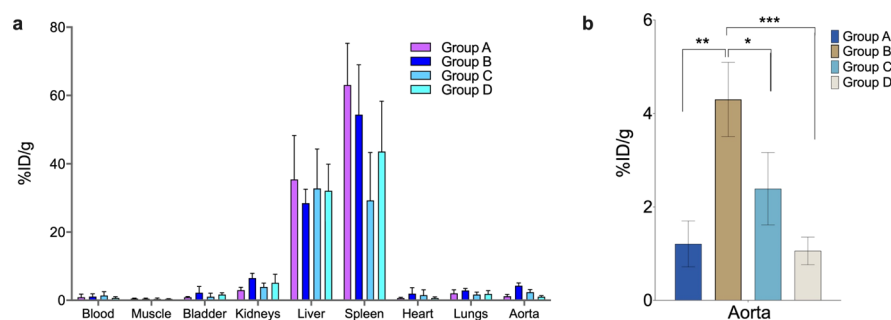 a
%ID/g
80
60
40
20
0
Group A
Group B
Group C
Group D
Blood Muscle Bladder Kidneys Liver Spleen Heart Lungs Aorta
b
%ID/g
6
4
2
0
** * ***
Group A
Group B
Group C
Group D
Aorta